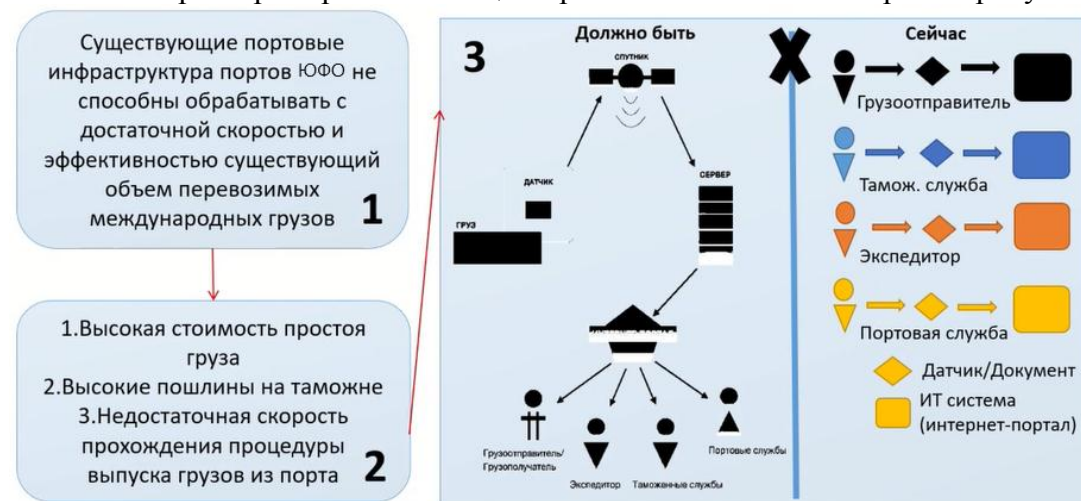 Существующие портовые
инфраструктура портов ЮФО не
способны обрабатывать с
достаточной скоростью и
эффективностью существующий
объем перевозимых
международных грузов
1
1.Высокая стоимость простоя
груза
2.Высокие пошлины на таможне
3.Недостаточная скорость
прохождения процедуры
выпуска грузов из порта
2
3
Должно быть
СПУТНИК
ДАТЧИК
ГРУЗ
СЕРВЕР
Грузоотправитель/
Грузополучатель
Экспедитор
Таможенные службы
Портовые службы
Сейчас
Грузоотправитель
Тамож. служба
Экспедитор
Портовая служба
Датчик/Документ
ИТ система
(интернет-портал)